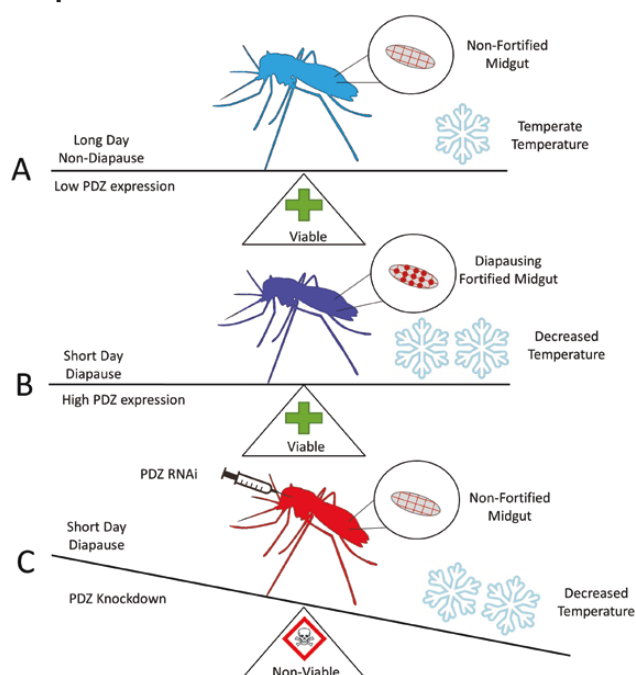 Non-Fortified
Midgut
Temperate
Temperature
Long Day
Non-Diapause
A
Low PDZ expression
Viable
Diapausing
Fortified Midgut
Decreased
Temperature
Short Day
Diapause
B
High PDZ expression
Viable
PDZ RNAi
Non-Fortified
Midgut
Short Day
Diapause
C
Decreased
Temperature
PDZ Knockdown
Non-Viable